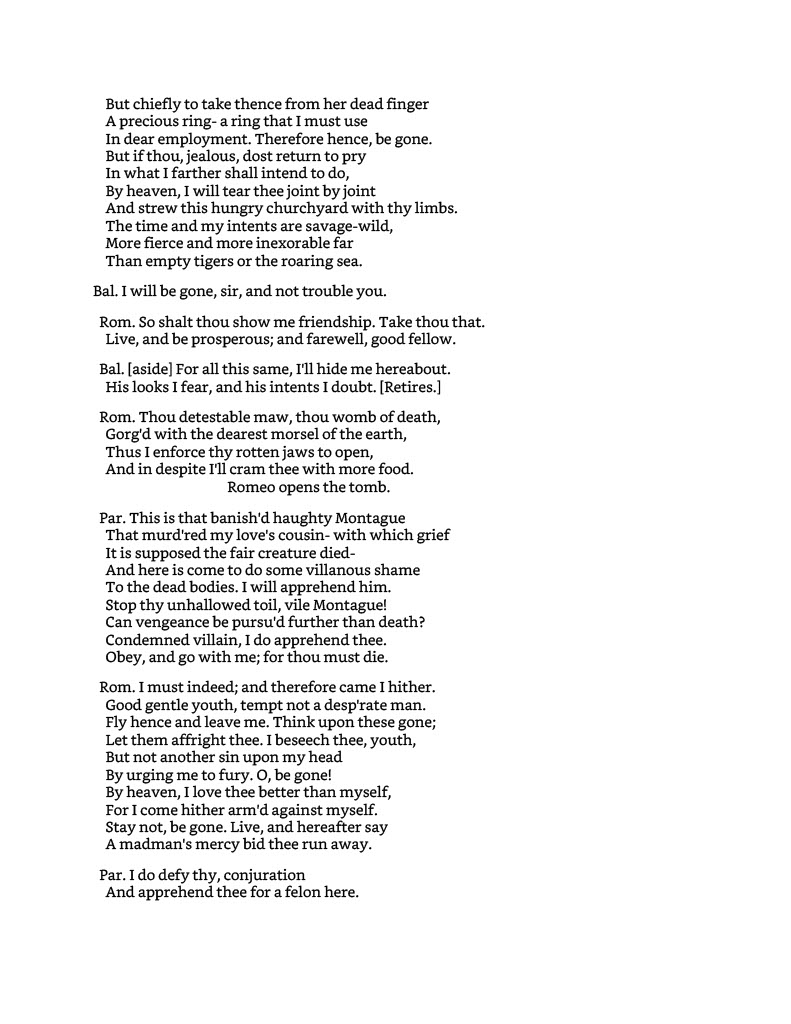 But chiefly to take thence from her dead finger
A precious ring- a ring that I must use
In dear employment. Therefore hence, be gone.
But if thou, jealous, dost return to pry
In what I farther shall intend to do,
By heaven, I will tear thee joint by joint
And strew this hungry churchyard with thy limbs.
The time and my intents are savage-wild,
More fierce and more inexorable far
Than empty tigers or the roaring sea.
Bal. I will be gone, sir, and not trouble you.
Rom. So shalt thou show me friendship. Take thou that.
Live, and be prosperous; and farewell, good fellow.
Bal. [aside] For all this same, I'll hide me hereabout.
His looks I fear, and his intents I doubt. [Retires.]
Rom. Thou detestable maw, thou womb of death,
Gorg'd with the dearest morsel of the earth,
Thus I enforce thy rotten jaws to open,
And in despite I'll cram thee with more food.
Romeo opens the tomb.
Par. This is that banish'd haughty Montague
That murd'red my love's cousin- with which grief
It is supposed the fair creature died-
And here is come to do some villanous shame
To the dead bodies. I will apprehend him.
Stop thy unhallowed toil, vile Montague!
Can vengeance be pursu'd further than death?
Condemned villain, I do apprehend thee.
Obey, and go with me; for thou must die.
Rom. I must indeed; and therefore came I hither.
Good gentle youth, tempt not a desp'rate man.
Fly hence and leave me. Think upon these gone;
Let them affright thee. I beseech thee, youth,
But not another sin upon my head
By urging me to fury. O, be gone!
By heaven, I love thee better than myself,
For I come hither arm'd against myself.
Stay not, be gone. Live, and hereafter say
A madman's mercy bid thee run away.
Par. I do defy thy, conjuration
And apprehend thee for a felon here.